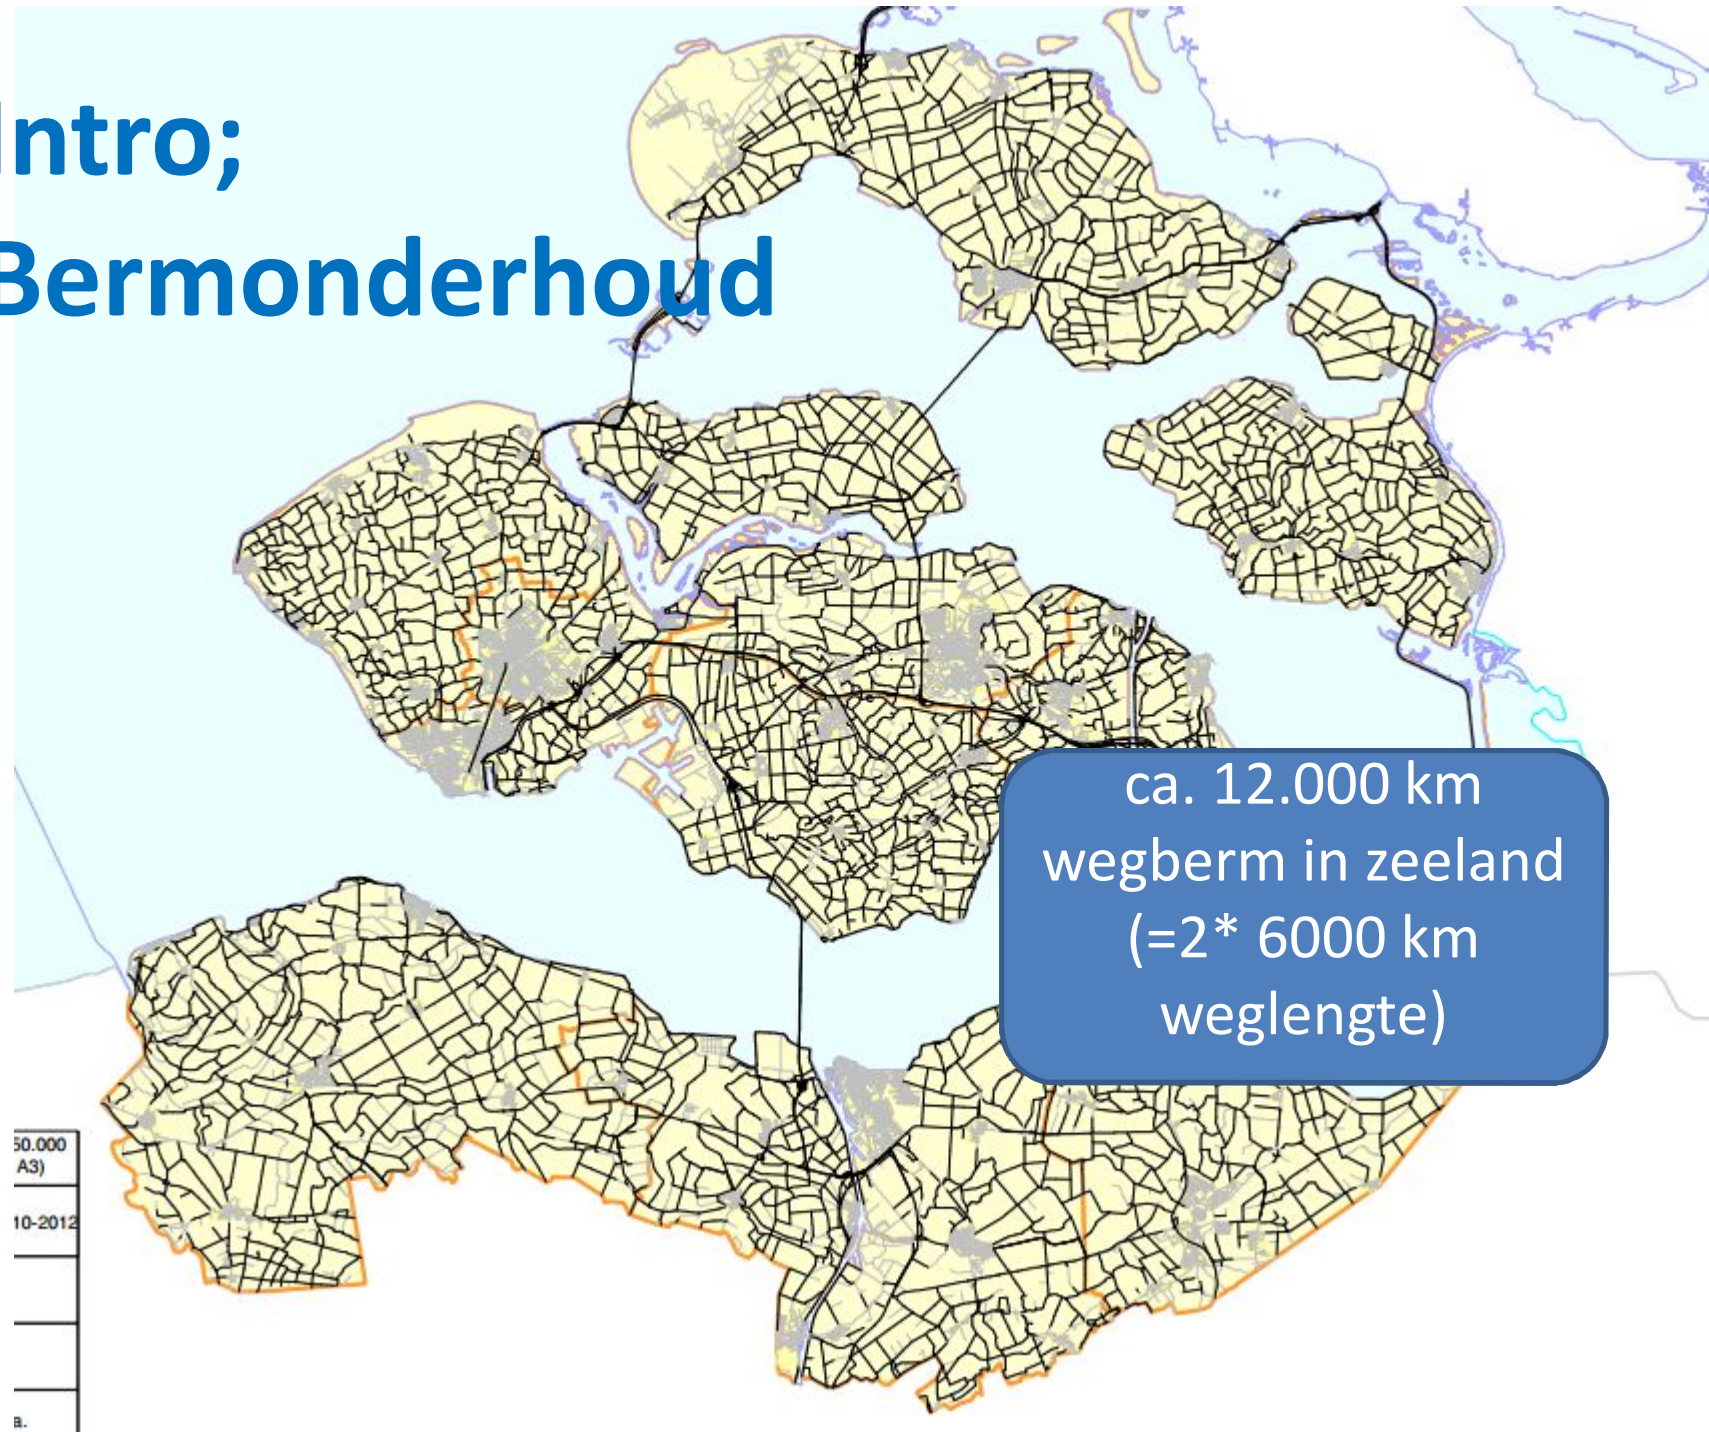 Intro;
Bermonderhoud
ca. 12.000 km
wegberm in zeeland
(=2* 6000 km
weglengte)
50.000
A3)
10-2012
a.